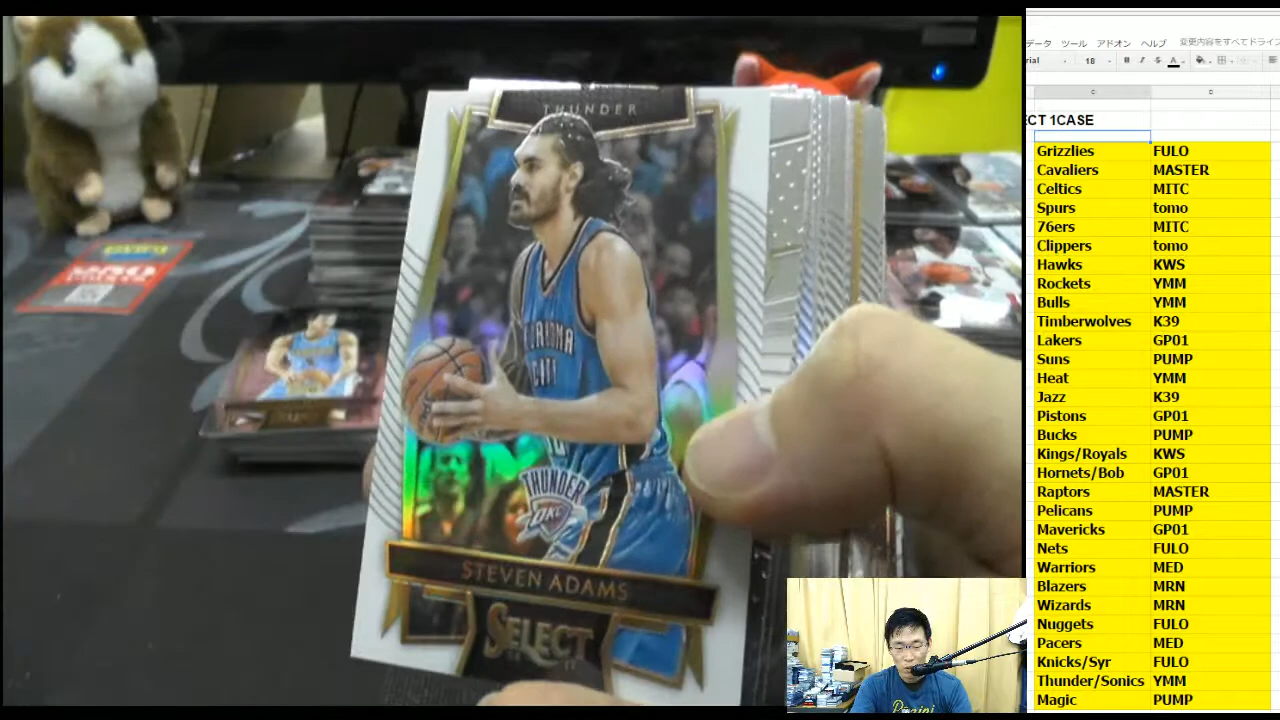 THUNDER
OKLAHOMA
CITY
THUNDER
OKC
STEVEN ADAMS
SELECT
データ ツール アドオン ヘルプ 変更内容をすべてドライ
rial 18 B I S A
C D
CT 1CASE
Grizzlies FULO
Cavaliers MASTER
Celtics MITC
Spurs tomo
76ers MITC
Clippers tomo
Hawks KWS
Rockets YMM
Bulls YMM
Timberwolves K39
Lakers GP01
Suns PUMP
Heat YMM
Jazz K39
Pistons GP01
Bucks PUMP
Kings/Royals KWS
Hornets/Bob GP01
Raptors MASTER
Pelicans PUMP
Mavericks GP01
Nets FULO
Warriors MED
Blazers MRN
Wizards MRN
Nuggets FULO
Pacers MED
Knicks/Syr FULO
Thunder/Sonics YMM
Magic PUMP
Panini